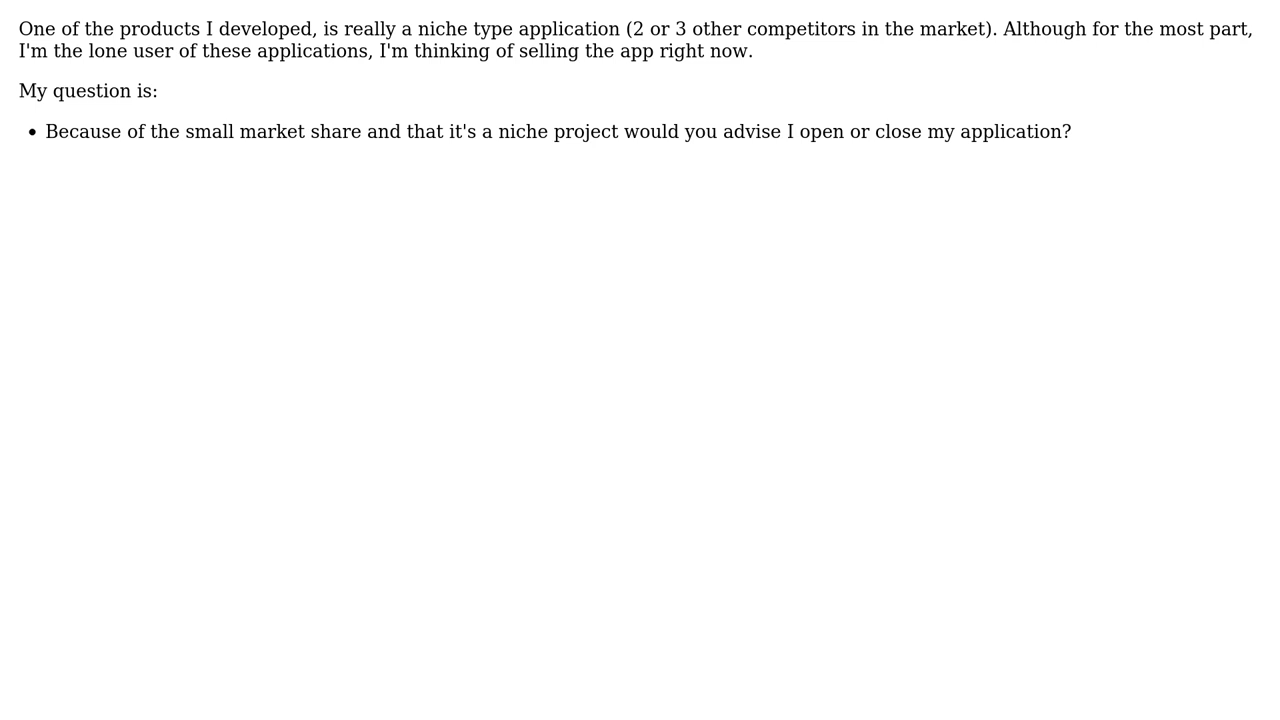 One of the products I developed, is really a niche type application (2 or 3 other competitors in the market). Although for the most part,
I'm the lone user of these applications, I'm thinking of selling the app right now.
My question is:
• Because of the small market share and that it's a niche project would you advise I open or close my application?